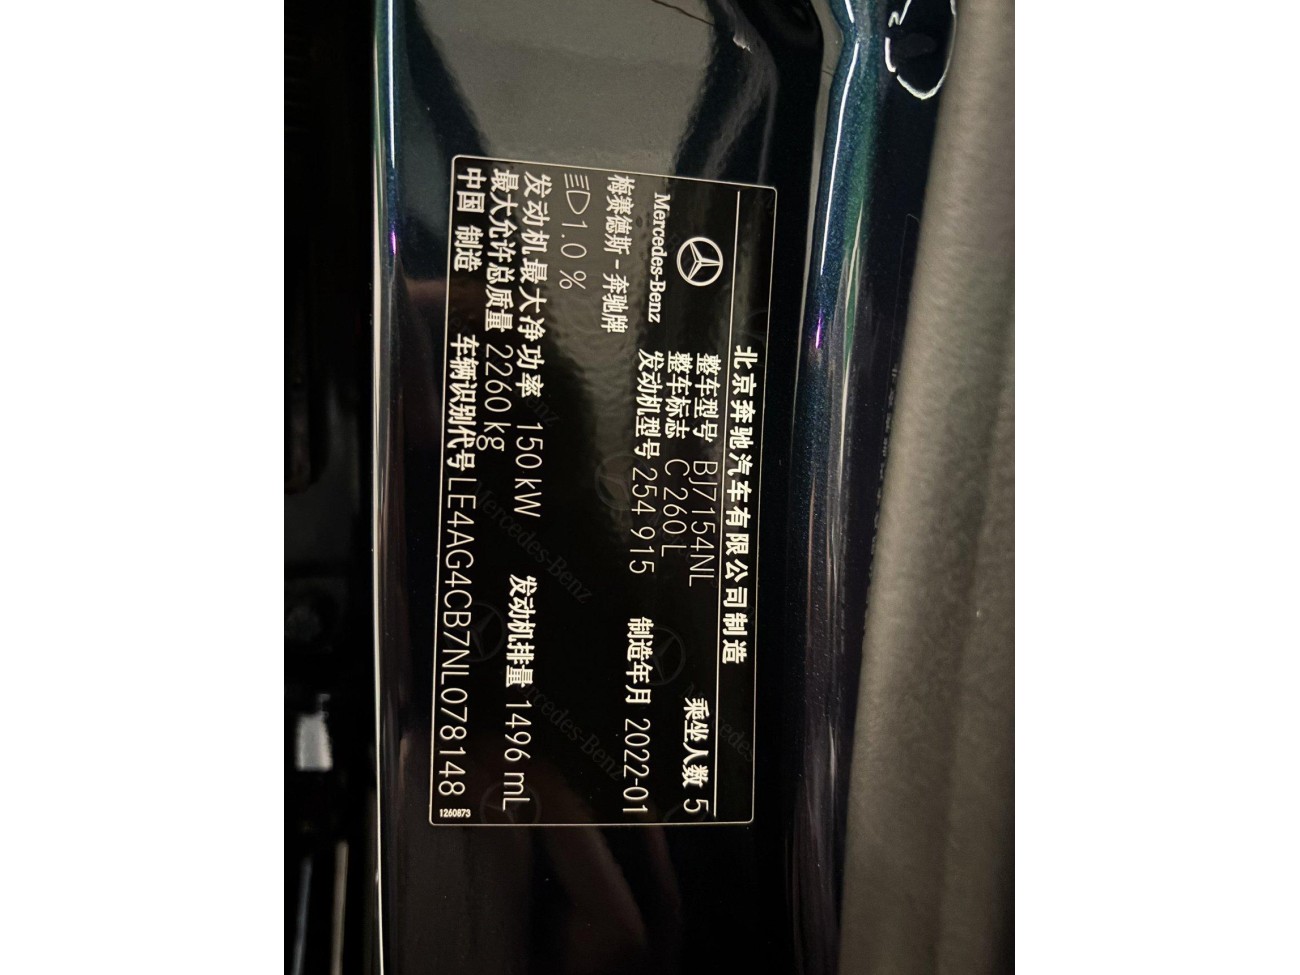 北京奔驰汽车有限公司制造
Mercedes-Benz
梅赛德斯-奔驰牌
整车型号 BJ7154NL
整车标志 C 260 L
乘坐人数 5
发动机型号 254 915
制造年月 2022-01
1.0 %
发动机最大净功率 150 kW
发动机排量 1496 mL
最大允许总质量 2260 kg
中国 制造
车辆识别代号 LE4AG4CB7NL078148
1260873